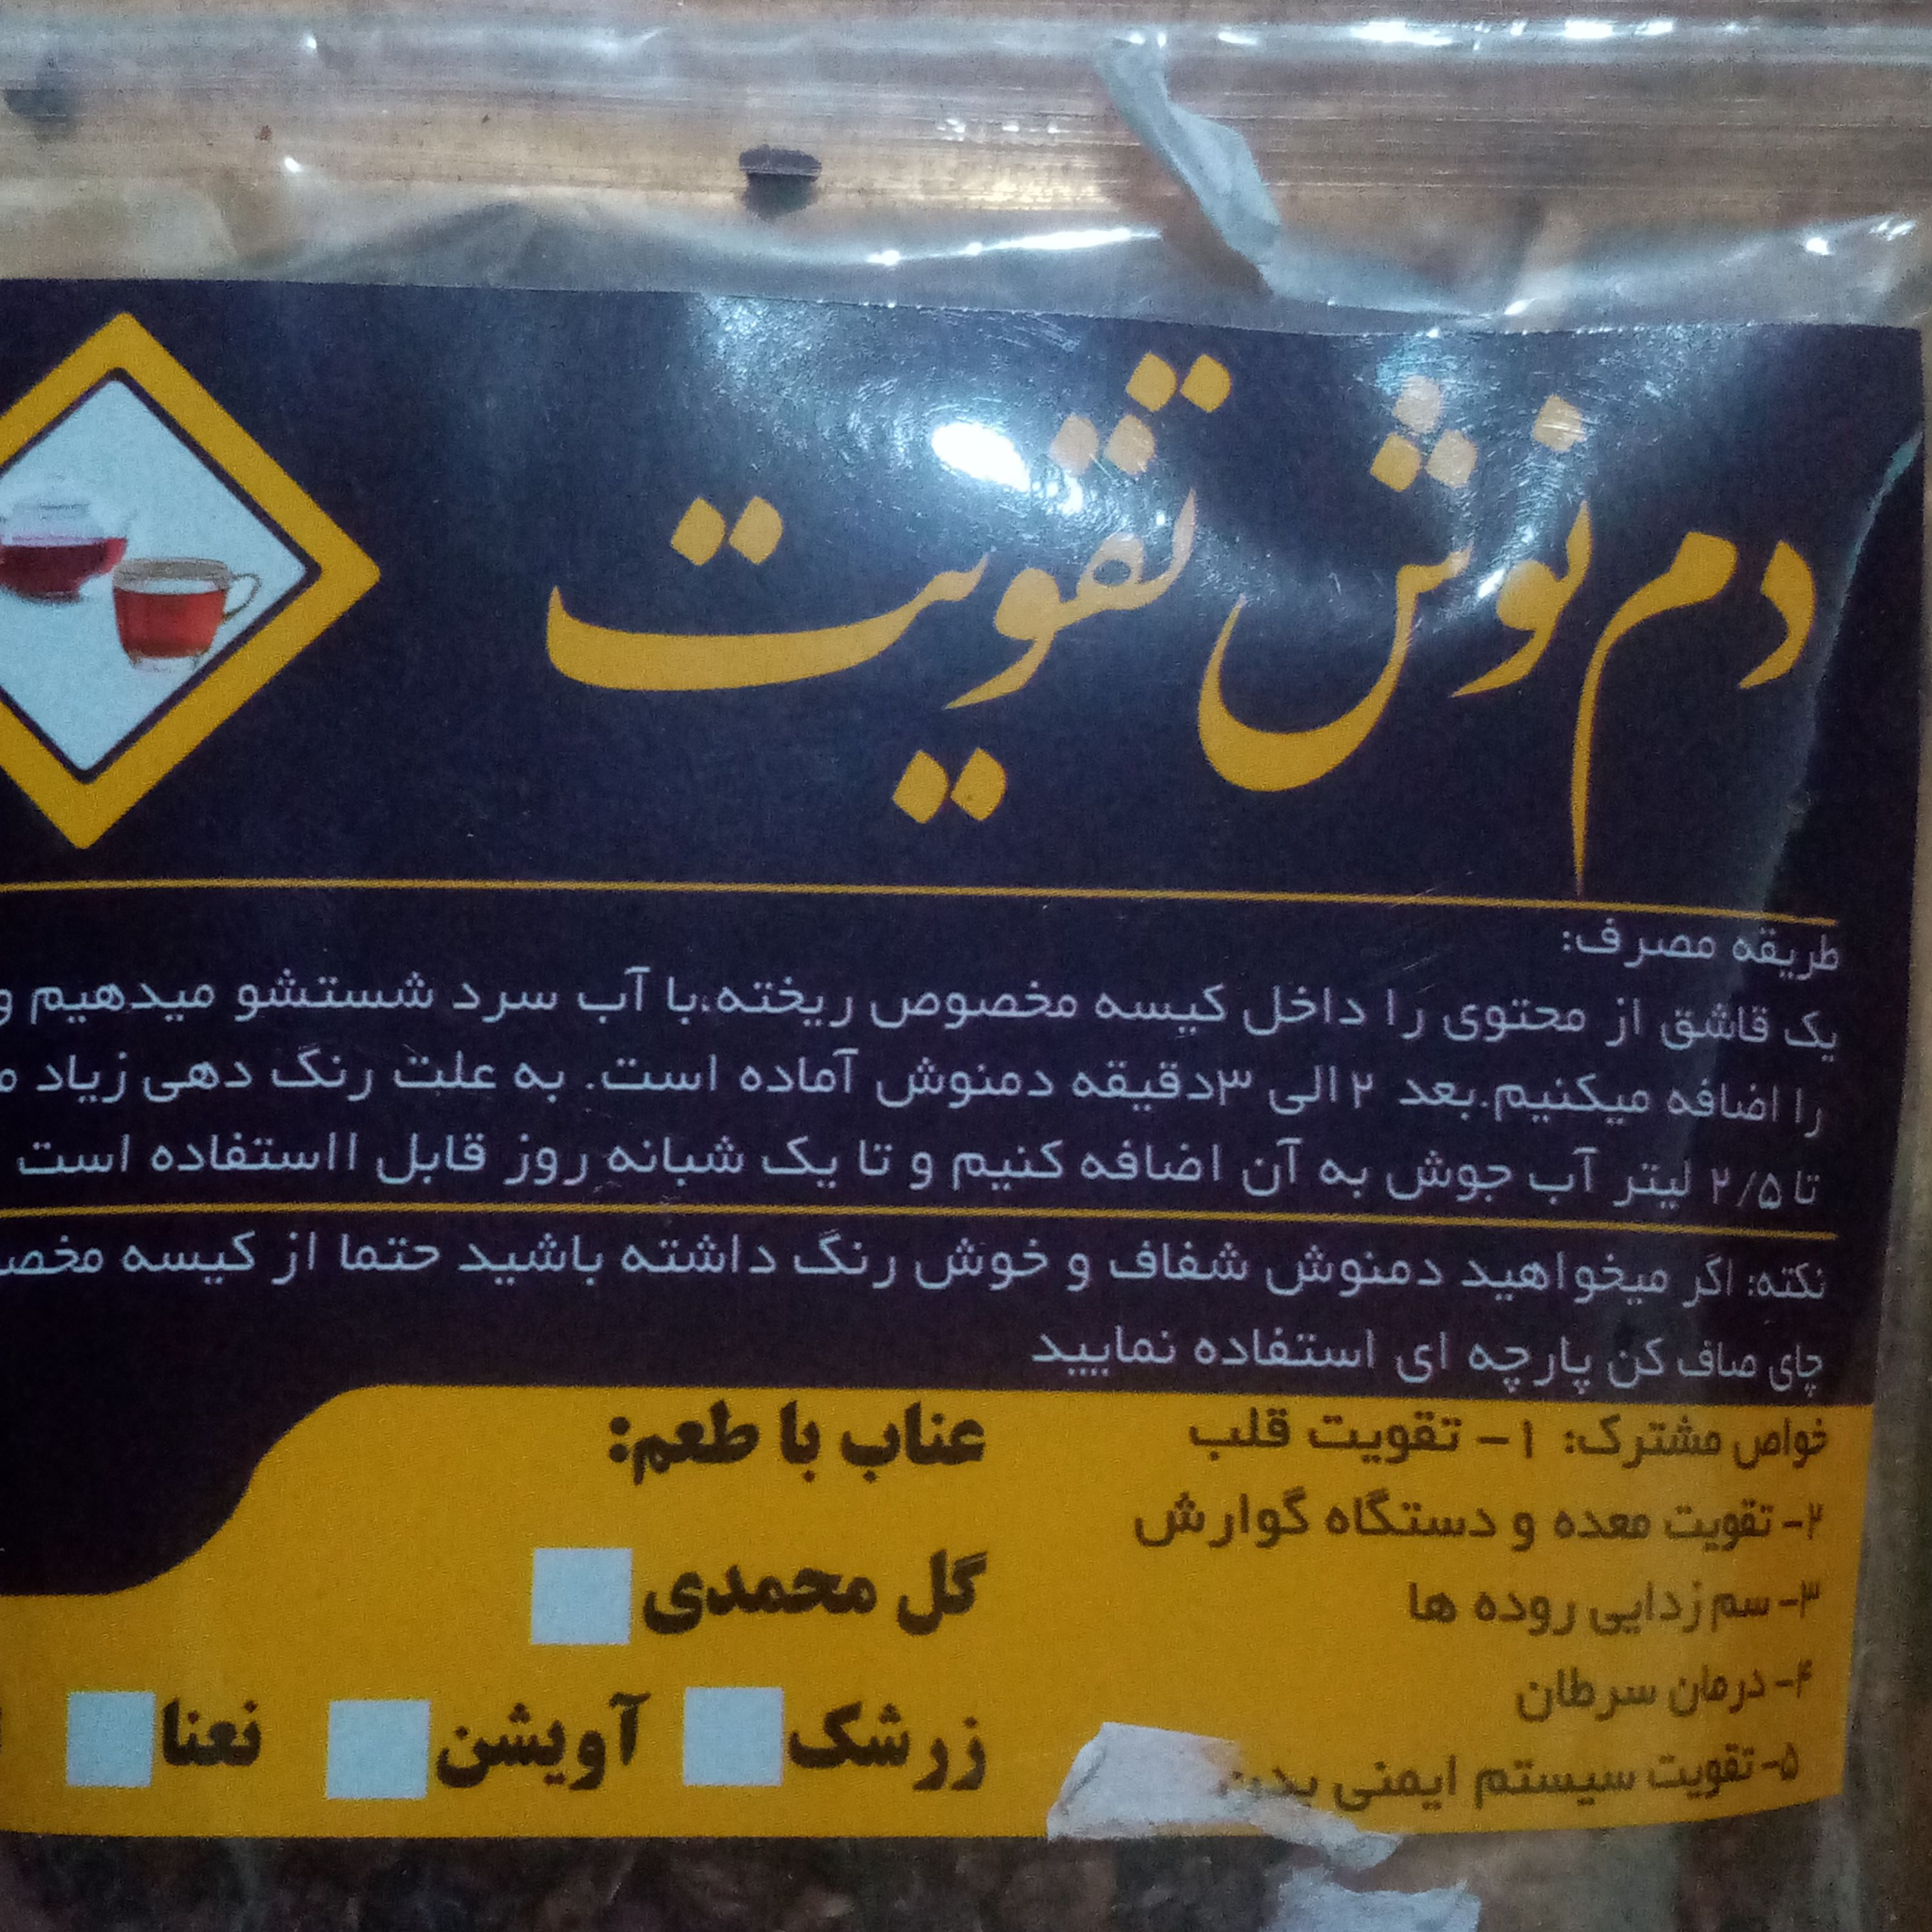 دم نوش تقویت
طریقه مصرف:
یک قاشق از محتوی را داخل کیسه مخصوص ریخته،با آب سرد شستشو میدهیم و
را اضافه میکنیم.بعد ۲ الی ۳دقیقه دمنوش آماده است. به علت رنگ دهی زیاد
تا ۲/۵ لیتر آب جوش به آن اضافه کنیم و تا یک شبانه روز قابل ااستفاده است
نکته: اگر میخواهید دمنوش شفاف و خوش رنگ داشته باشید حتما از کیسه
چای صاف کن پارچه ای استفاده نمایید
خواص مشترک: ۱- تقویت قلب
۲- تقویت معده و دستگاه گوارش
۳- سم زدایی روده ها
۴- درمان سرطان
۵- تقویت سیستم ایمنی بدن
عناب با طعم:
گل محمدی
زرشک آویشن نعنا